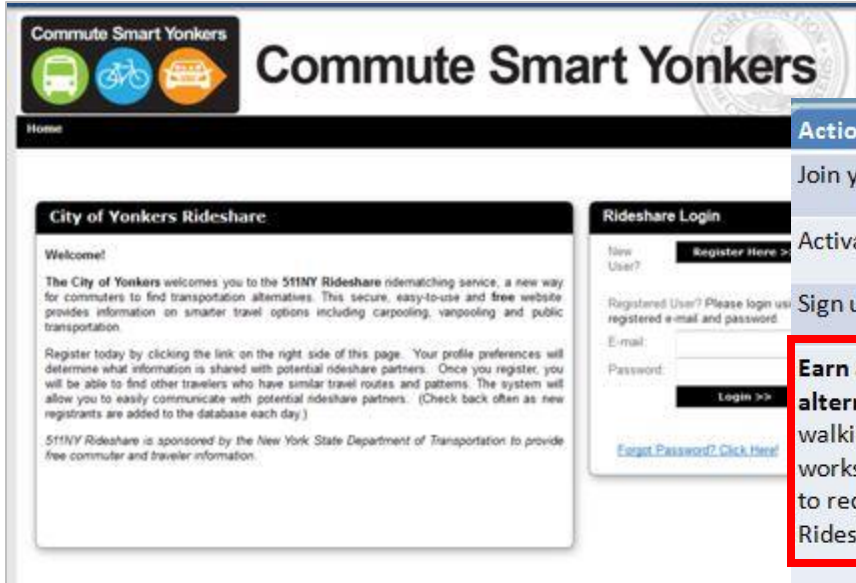 Commute Smart Yonkers
Commute Smart Yonkers
Home
City of Yonkers Rideshare
Welcome!
The City of Yonkers welcomes you to the 511NY Rideshare ridematching service, a new way
for commuters to find transportation alternatives. This secure, easy-to-use and free website
provides information on smarter travel options including carpooling, vanpooling and public
transportation.
Register today by clicking the link on the right side of this page. Your profile preferences will
determine what information is shared with potential rideshare partners. Once you register, you
will be able to find other travelers who have similar travel routes and patterns. The system will
allow you to easily communicate with potential rideshare partners. (Check back often as new
registrants are added to the database each day.)
511NY Rideshare is sponsored by the New York State Department of Transportation to provide
free commuter and traveler information.
Rideshare Login
New User?
Register Here >>
Registered User? Please login us
registered e-mail and password.
E-mail:
Password:
Login >>
Forgot Password? Click Here!
Actio
Join y
Activa
Sign u
Earn
altern
walki
works
to rec
Rides